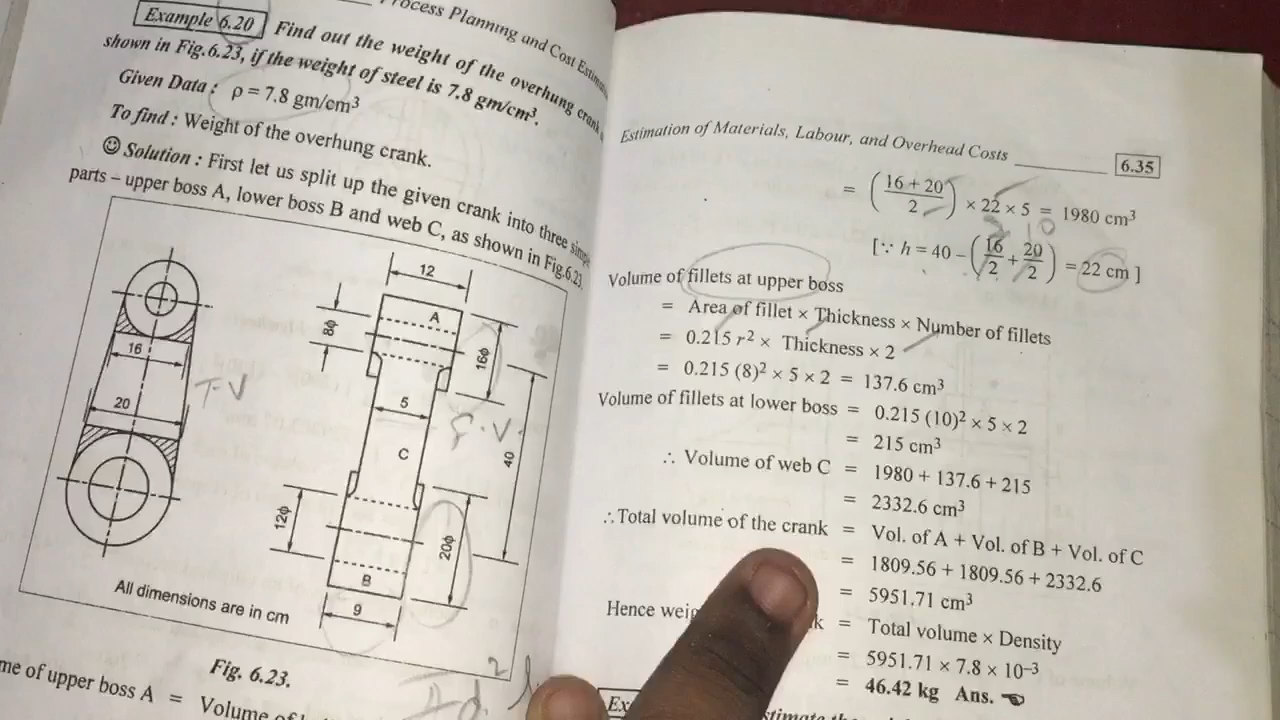 Process Planning and Cost
Example 6.20 Find out the weight of the overhung crank
shown in Fig.6.23, if the weight of steel is 7.8 gm/cm³.
Given Data : ρ = 7.8 gm/cm³
To find : Weight of the overhung crank.
☺ Solution : First let us split up the given crank into three
parts – upper boss A, lower boss B and web C, as shown in Fig.6.23.
12
A
8ϕ
16ϕ
16
T.V
20
5
C
40
12ϕ
20ϕ
B
9
All dimensions are in cm
Fig. 6.23.
of upper boss A = Volume of
Estimation of Materials, Labour, and Overhead Costs 6.35
= (16 + 20 / 2) × 22 × 5 = 1980 cm³
2 10
[∵ h = 40 – (16/2 + 20/2) = 22 cm ]
Volume of fillets at upper boss
= Area of fillet × Thickness × Number of fillets
= 0.215 r² × Thickness × 2
= 0.215 (8)² × 5 × 2 = 137.6 cm³
Volume of fillets at lower boss = 0.215 (10)² × 5 × 2
= 215 cm³
∴ Volume of web C = 1980 + 137.6 + 215
= 2332.6 cm³
∴Total volume of the crank = Vol. of A + Vol. of B + Vol. of C
= 1809.56 + 1809.56 + 2332.6
= 5951.71 cm³
Hence = Total volume × Density
= 5951.71 × 7.8 × 10⁻³
= 46.42 kg Ans.